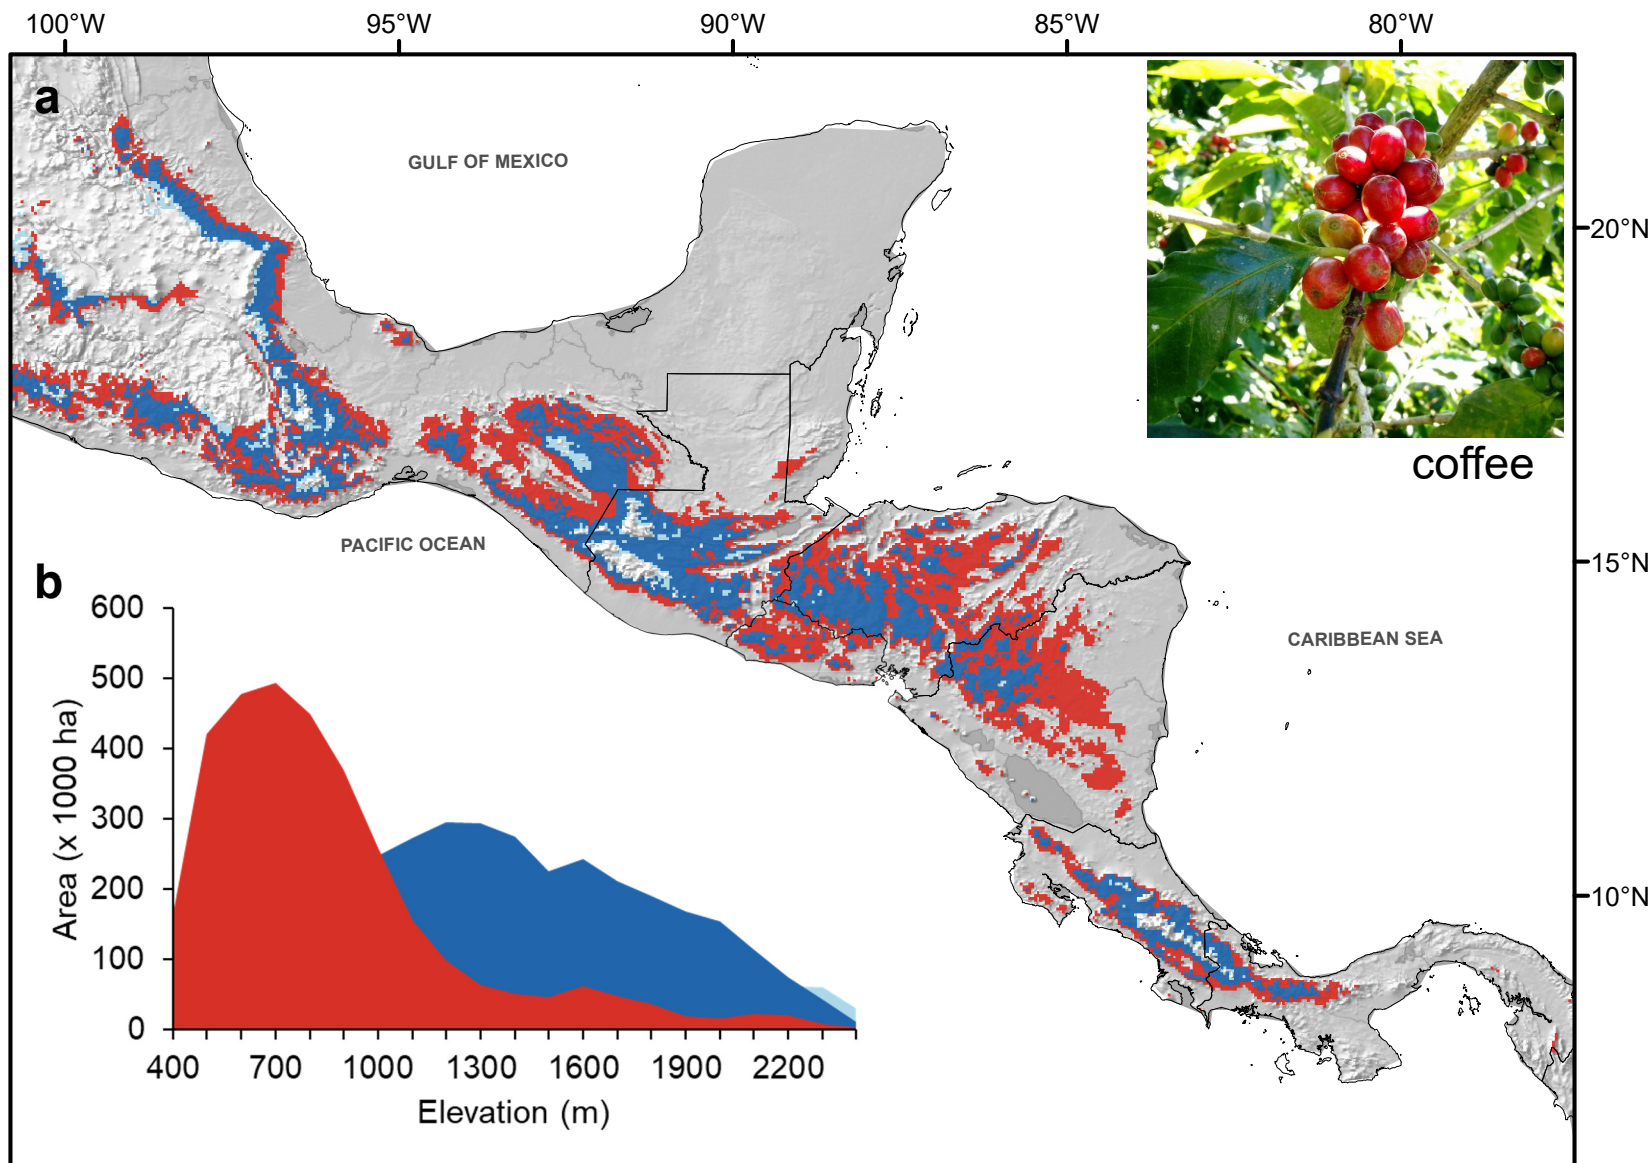 100°W
95°W
90°W
85°W
80°W
a
GULF OF MEXICO
20°N
coffee
PACIFIC OCEAN
15°N
b
CARIBBEAN SEA
600
500
400
300
200
100
0
Area (x 1000 ha)
10°N
400
700
1000
1300
1600
1900
2200
Elevation (m)